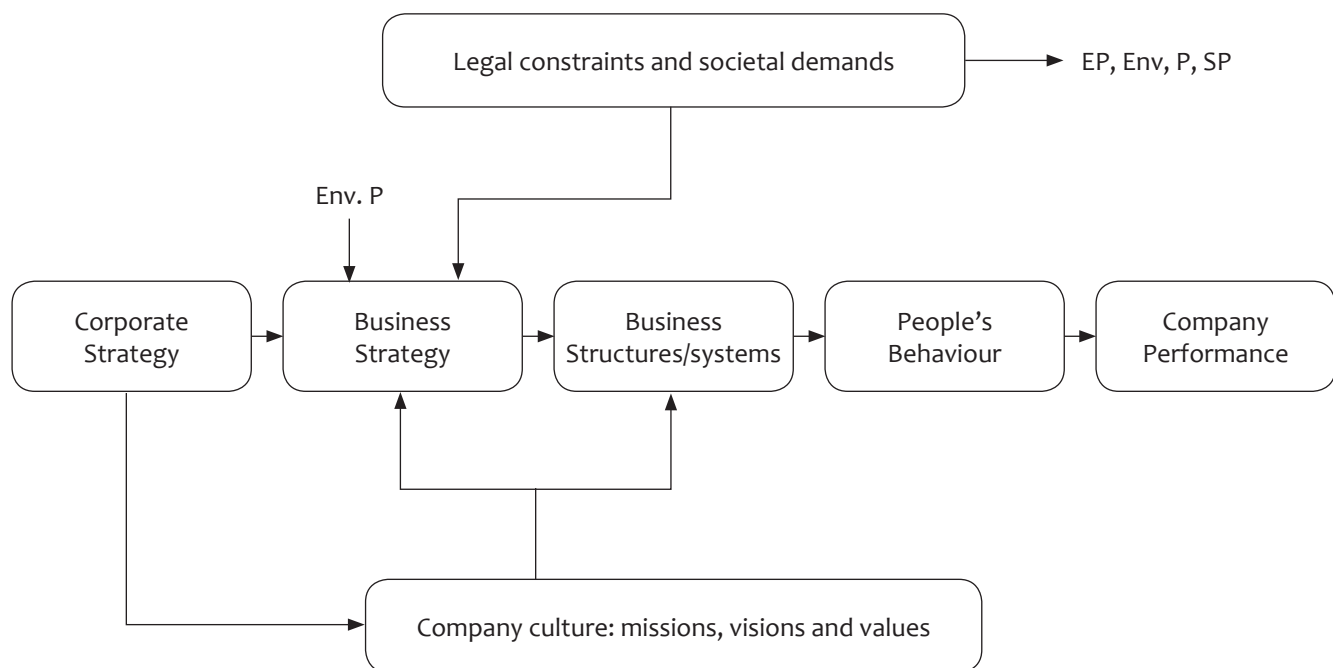 Legal constraints and societal demands
EP, Env, P, SP
Env. P
Corporate
Strategy
Business
Strategy
Business
Structures/systems
People’s
Behaviour
Company
Performance
Company culture: missions, visions and values